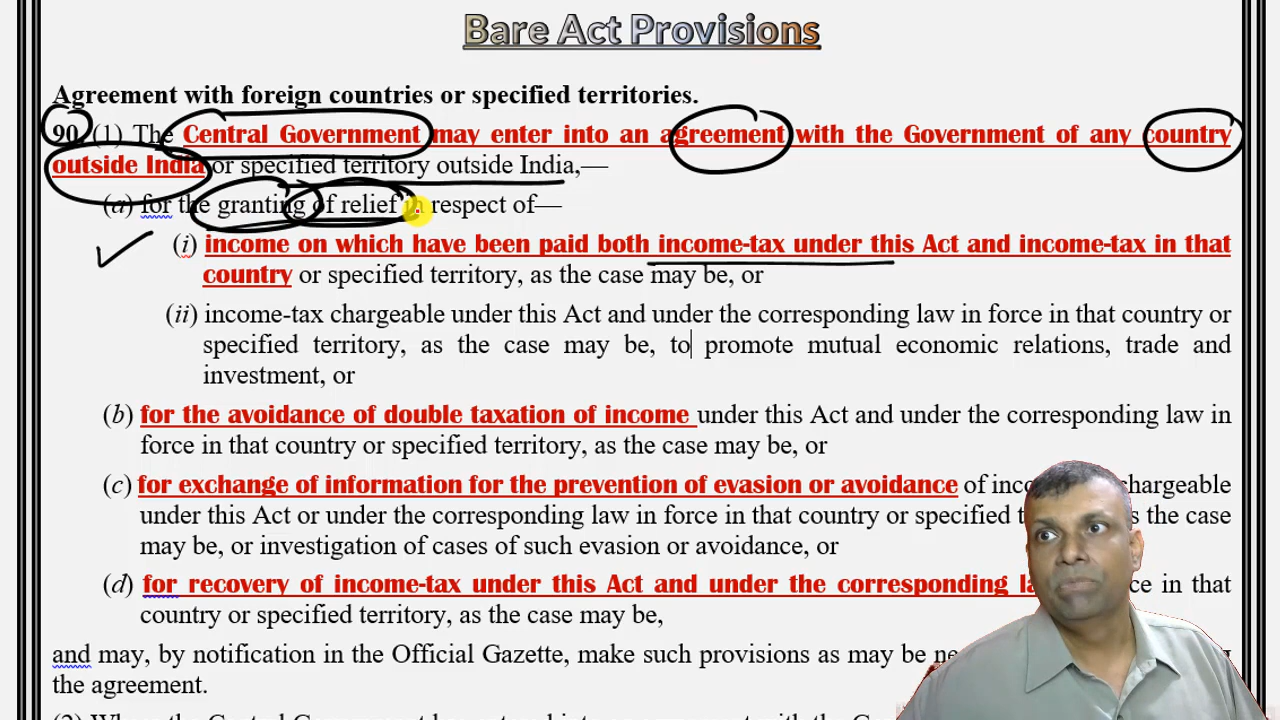 Bare Act Provisions
Agreement with foreign countries or specified territories.
90 (1) The Central Government may enter into an agreement with the Government of any country
outside India or specified territory outside India,—
(a) for the granting of relief in respect of—
(i) income on which have been paid both income-tax under this Act and income-tax in that
country or specified territory, as the case may be, or
(ii) income-tax chargeable under this Act and under the corresponding law in force in that country or
specified territory, as the case may be, to promote mutual economic relations, trade and
investment, or
(b) for the avoidance of double taxation of income under this Act and under the corresponding law in
force in that country or specified territory, as the case may be, or
(c) for exchange of information for the prevention of evasion or avoidance of chargeable
under this Act or under the corresponding law in force in that country or specified the case
may be, or investigation of cases of such evasion or avoidance, or
(d) for recovery of income-tax under this Act and under the corresponding in that
country or specified territory, as the case may be,
and may, by notification in the Official Gazette, make such provisions as may be
the agreement.
(2) Where the Central Government